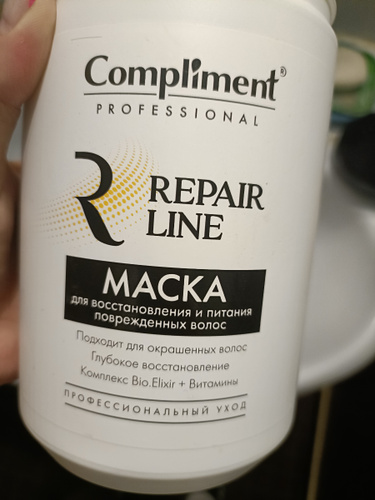 Compliment®
PROFESSIONAL
R REPAIR
LINE
МАСКА
для восстановления и питания
поврежденных волос
Подходит для окрашенных волос
Глубокое восстановление
Комплекс Bio.Elixir + Витамины
ПРОФЕССИОНАЛЬНЫЙ УХОД